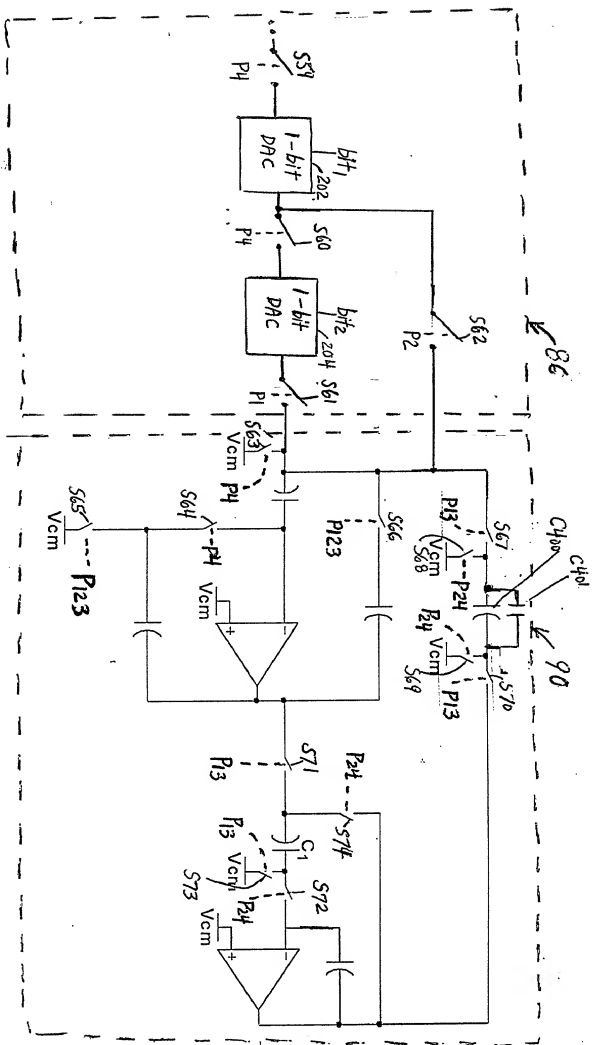 S59
P4
bit1
202
1-bit
DAC
S60
P4
bit2
204
1-bit
DAC
S62
P2
86
S61
P1
S63
Vcm
P4
S64
P4
S65
Vcm
P123
S66
P123
S67
P13
Vcm
S68
P24
C400
C401
90
P24
Vcm
S69
P13
S70
Vcm
S71
P13
P24
S74
C1
P13
Vcm
S73
S72
P24
Vcm